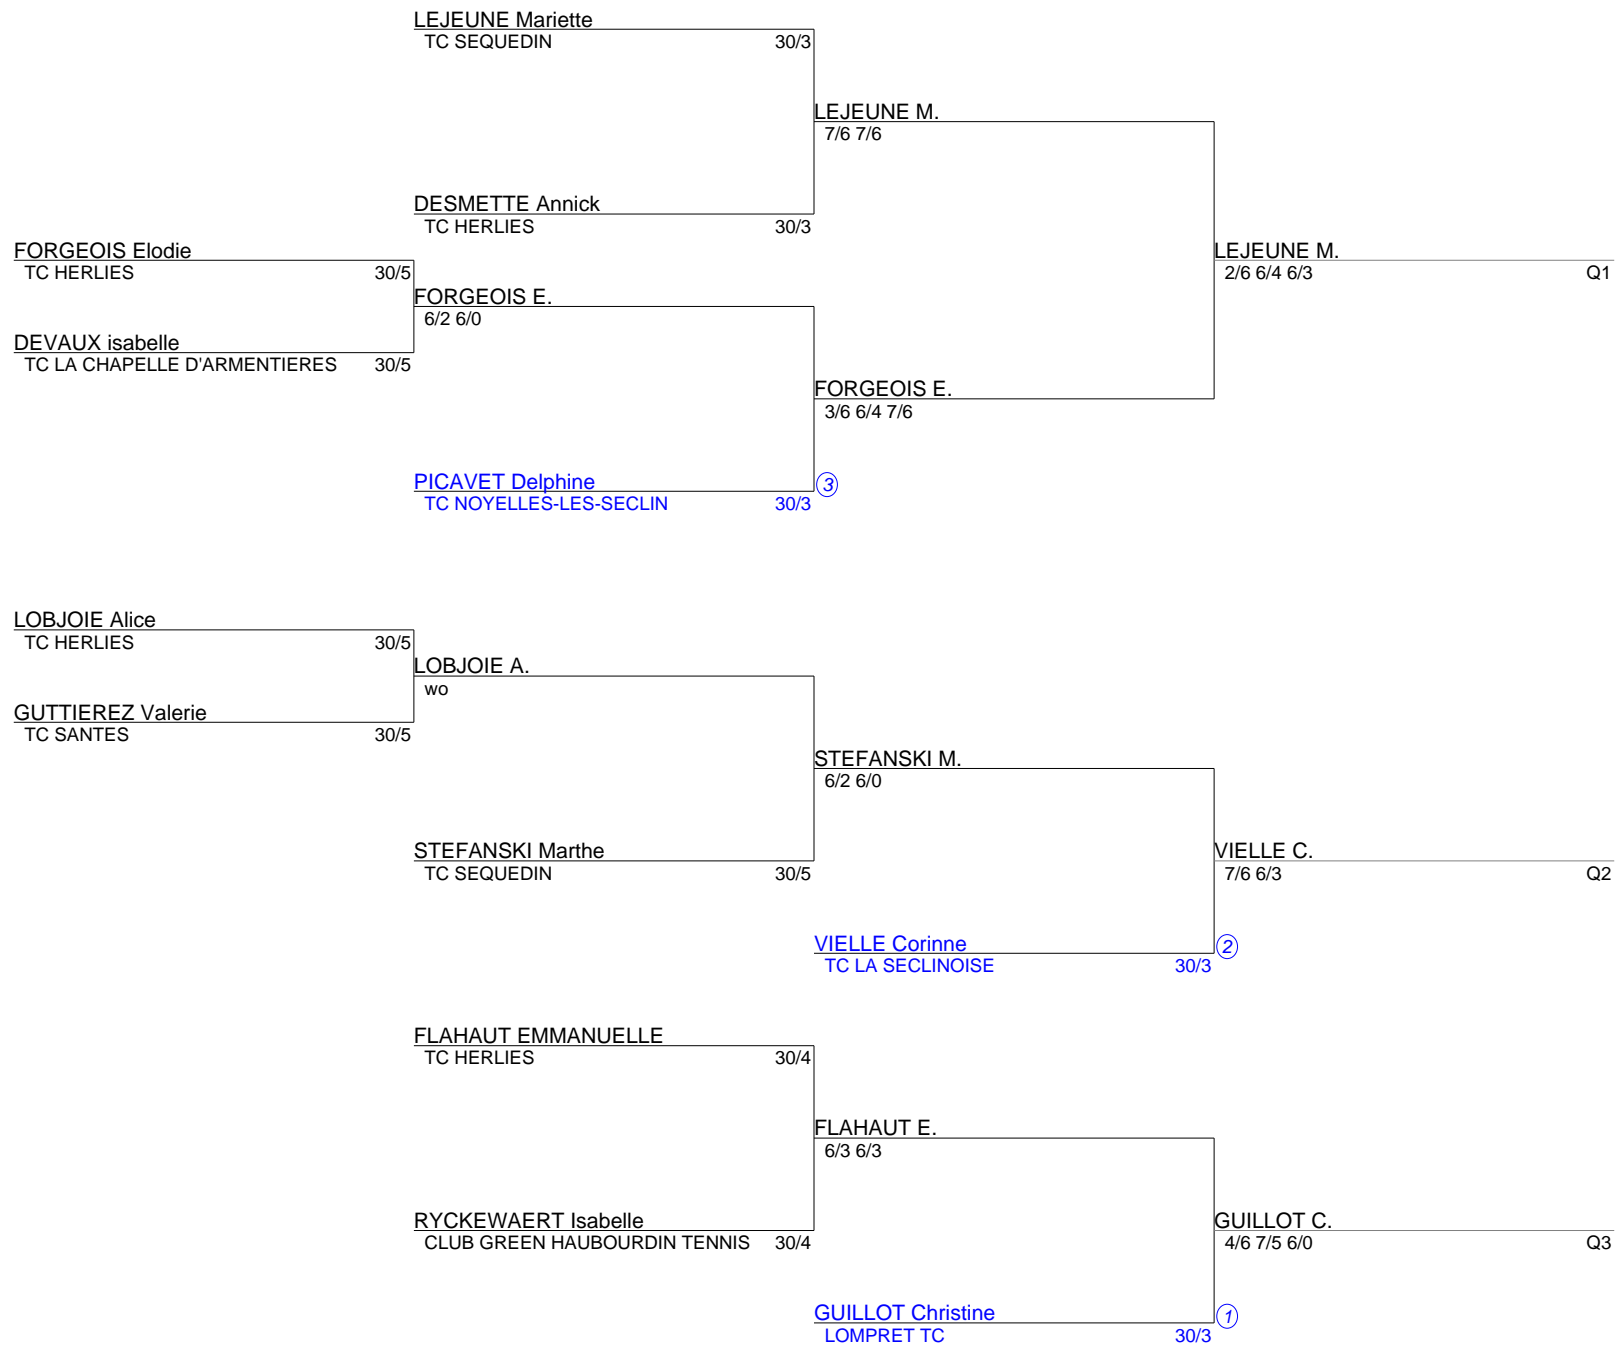 LEJEUNE Mariette
TC SEQUEDIN 30/3
LEJEUNE M.
7/6 7/6
DESMETTE Annick
TC HERLIES 30/3
FORGEOIS Elodie
TC HERLIES 30/5
LEJEUNE M.
2/6 6/4 6/3 Q1
FORGEOIS E.
6/2 6/0
DEVAUX isabelle
TC LA CHAPELLE D'ARMENTIERES 30/5
FORGEOIS E.
3/6 6/4 7/6
PICAVET Delphine 3
TC NOYELLES-LES-SECLIN 30/3
LOBJOIE Alice
TC HERLIES 30/5
LOBJOIE A.
wo
GUTTIEREZ Valerie
TC SANTES 30/5
STEFANSKI M.
6/2 6/0
STEFANSKI Marthe
TC SEQUEDIN 30/5
VIELLE C.
7/6 6/3 Q2
VIELLE Corinne 2
TC LA SECLINOISE 30/3
FLAHAUT EMMANUELLE
TC HERLIES 30/4
FLAHAUT E.
6/3 6/3
RYCKEWAERT Isabelle
CLUB GREEN HAUBOURDIN TENNIS 30/4
GUILLOT C.
4/6 7/5 6/0 Q3
GUILLOT Christine 1
LOMPRET TC 30/3